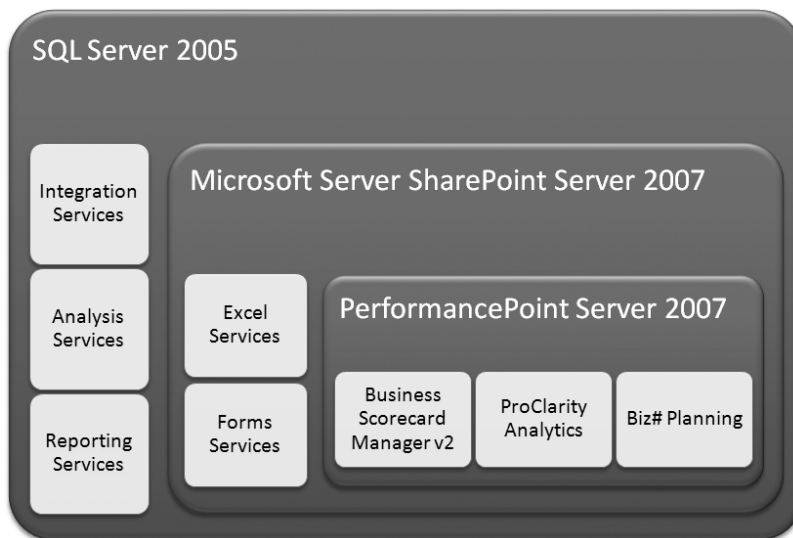 SQL Server 2005
Integration
Services
Analysis
Services
Reporting
Services
Microsoft Server SharePoint Server 2007
Excel
Services
Forms
Services
PerformancePoint Server 2007
Business
Scorecard
Manager v2
ProClarity
Analytics
Biz# Planning